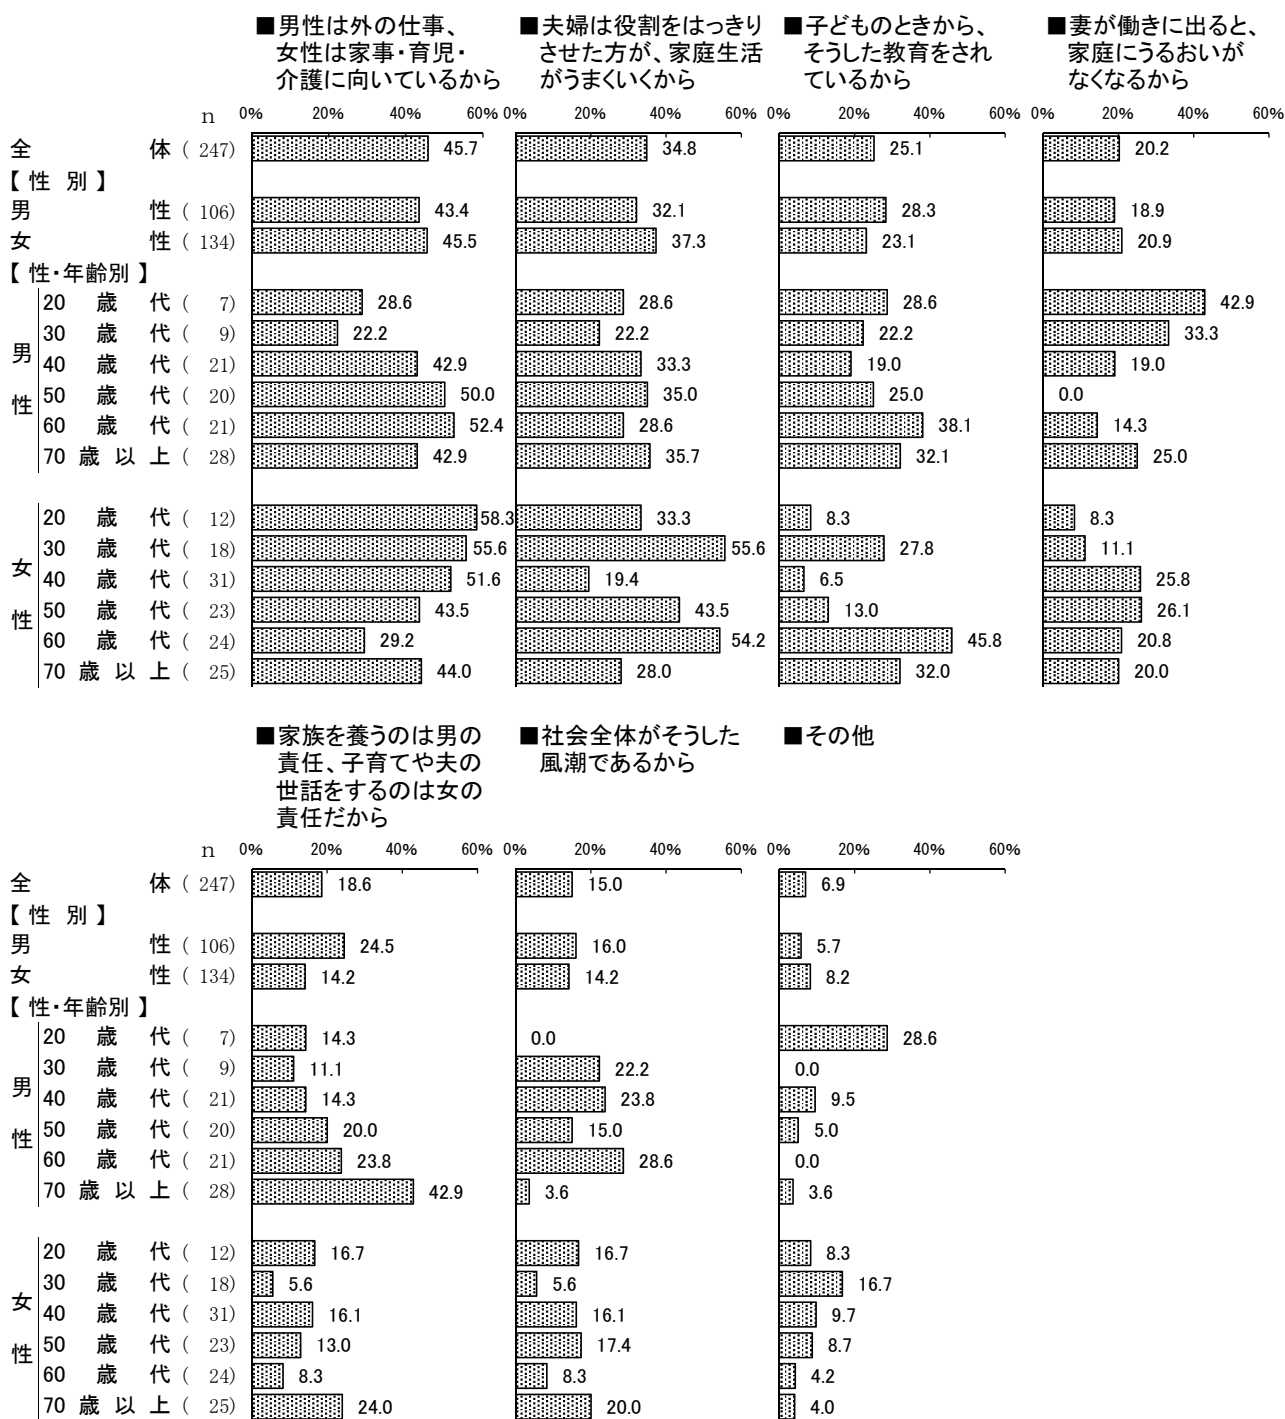 ■男性は外の仕事、 ■夫婦は役割をはっきり ■子どものときから、 ■妻が働きに出ると、
女性は家事・育児・ させた方が、家庭生活 そうした教育をされ 家庭にうるおいが
介護に向いているから がうまくいくから ているから なくなるから
n 0% 20% 40% 60% 0% 20% 40% 60% 0% 20% 40% 60% 0% 20% 40% 60%
全体 ( 247) 45.7 34.8 25.1 20.2
【 性 別 】
男性 ( 106) 43.4 32.1 28.3 18.9
女性 ( 134) 45.5 37.3 23.1 20.9
【 性・年齢別 】
男性
20 歳 代 ( 7) 28.6 28.6 28.6 42.9
30 歳 代 ( 9) 22.2 22.2 22.2 33.3
40 歳 代 ( 21) 42.9 33.3 19.0 19.0
50 歳 代 ( 20) 50.0 35.0 25.0 0.0
60 歳 代 ( 21) 52.4 28.6 38.1 14.3
70 歳 以 上 ( 28) 42.9 35.7 32.1 25.0
女性
20 歳 代 ( 12) 58.3 33.3 8.3 8.3
30 歳 代 ( 18) 55.6 55.6 27.8 11.1
40 歳 代 ( 31) 51.6 19.4 6.5 25.8
50 歳 代 ( 23) 43.5 43.5 13.0 26.1
60 歳 代 ( 24) 29.2 54.2 45.8 20.8
70 歳 以 上 ( 25) 44.0 28.0 32.0 20.0
■家族を養うのは男の ■社会全体がそうした ■その他
責任、子育てや夫の 風潮であるから
世話をするのは女の
責任だから
n 0% 20% 40% 60% 0% 20% 40% 60% 0% 20% 40% 60%
全体 ( 247) 18.6 15.0 6.9
【 性 別 】
男性 ( 106) 24.5 16.0 5.7
女性 ( 134) 14.2 14.2 8.2
【 性・年齢別 】
男性
20 歳 代 ( 7) 14.3 0.0 28.6
30 歳 代 ( 9) 11.1 22.2 0.0
40 歳 代 ( 21) 14.3 23.8 9.5
50 歳 代 ( 20) 20.0 15.0 5.0
60 歳 代 ( 21) 23.8 28.6 0.0
70 歳 以 上 ( 28) 42.9 3.6 3.6
女性
20 歳 代 ( 12) 16.7 16.7 8.3
30 歳 代 ( 18) 5.6 5.6 16.7
40 歳 代 ( 31) 16.1 16.1 9.7
50 歳 代 ( 23) 13.0 17.4 8.7
60 歳 代 ( 24) 8.3 8.3 4.2
70 歳 以 上 ( 25) 24.0 20.0 4.0